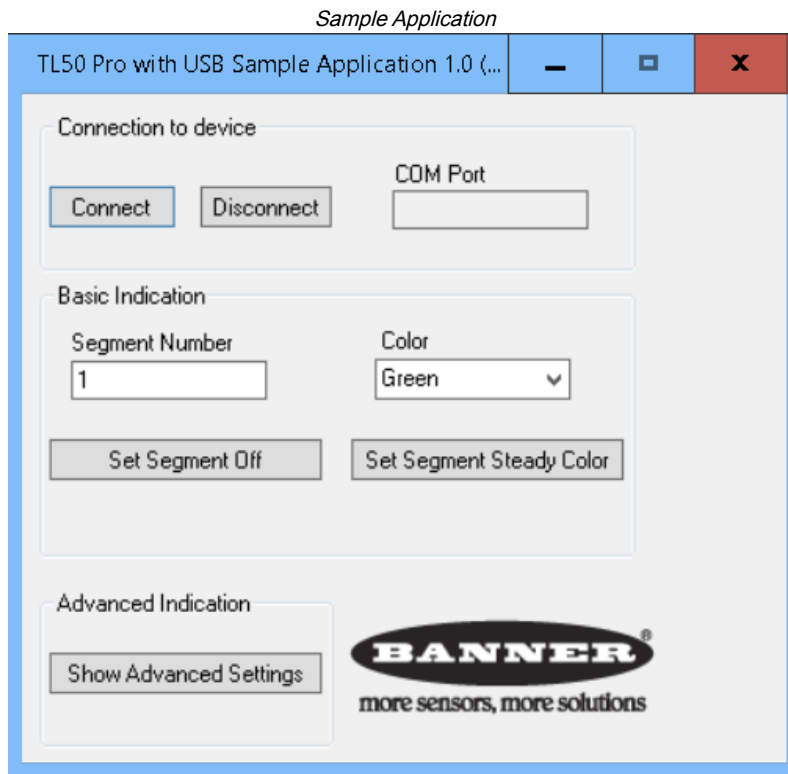 Sample Application
TL50 Pro with USB Sample Application 1.0 (...
Connection to device
COM Port
Connect
Disconnect
Basic Indication
Segment Number
Color
1
Green
Set Segment Off
Set Segment Steady Color
Advanced Indication
Show Advanced Settings
BANNER®
more sensors, more solutions